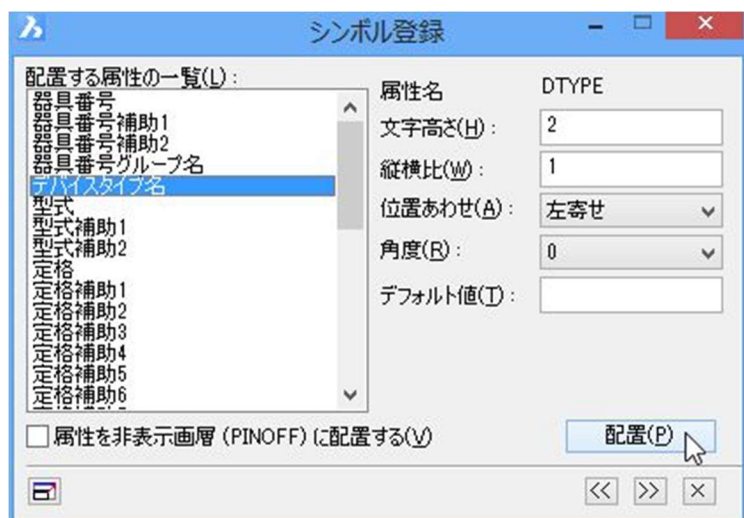 シンボル登録
配置する属性の一覧(L):
器具番号
器具番号補助1
器具番号補助2
器具番号グループ名
デバイスタイプ名
型式
型式補助1
型式補助2
定格
定格補助1
定格補助2
定格補助3
定格補助4
定格補助5
定格補助6
属性名 DTYPE
文字高さ(H): 2
縦横比(W): 1
位置あわせ(A): 左寄せ
角度(R): 0
デフォルト値(T):
属性を非表示画層 (PINOFF) に配置する(V)
配置(P)